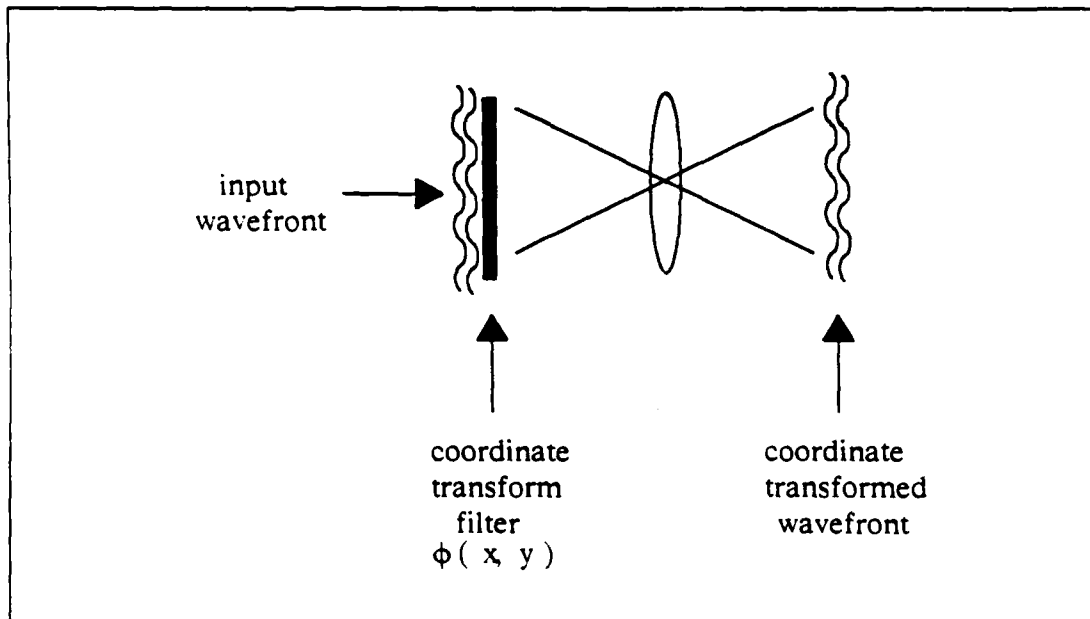 input
wavefront
coordinate
transform
filter
ϕ ( x, y )
coordinate
transformed
wavefront